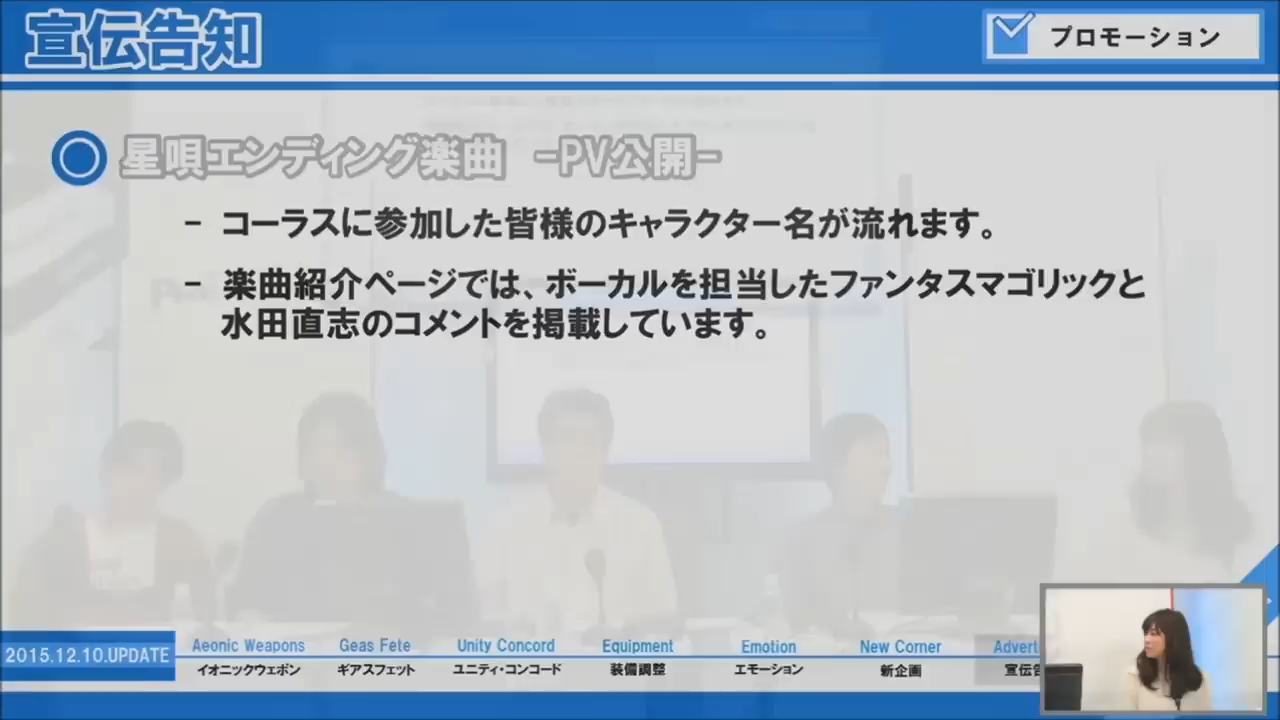 宣伝告知
プロモーション
星唄エンディング楽曲 -PV公開-
- コーラスに参加した皆様のキャラクター名が流れます。
- 楽曲紹介ページでは、ボーカルを担当したファンタスマゴリックと
水田直志のコメントを掲載しています。
2015.12.10.UPDATE
Aeonic Weapons
イオニックウェポン
Geas Fete
ギアスフェット
Unity Concord
ユニティ・コンコード
Equipment
装備調整
Emotion
エモーション
New Corner
新企画
Advert
宣伝告